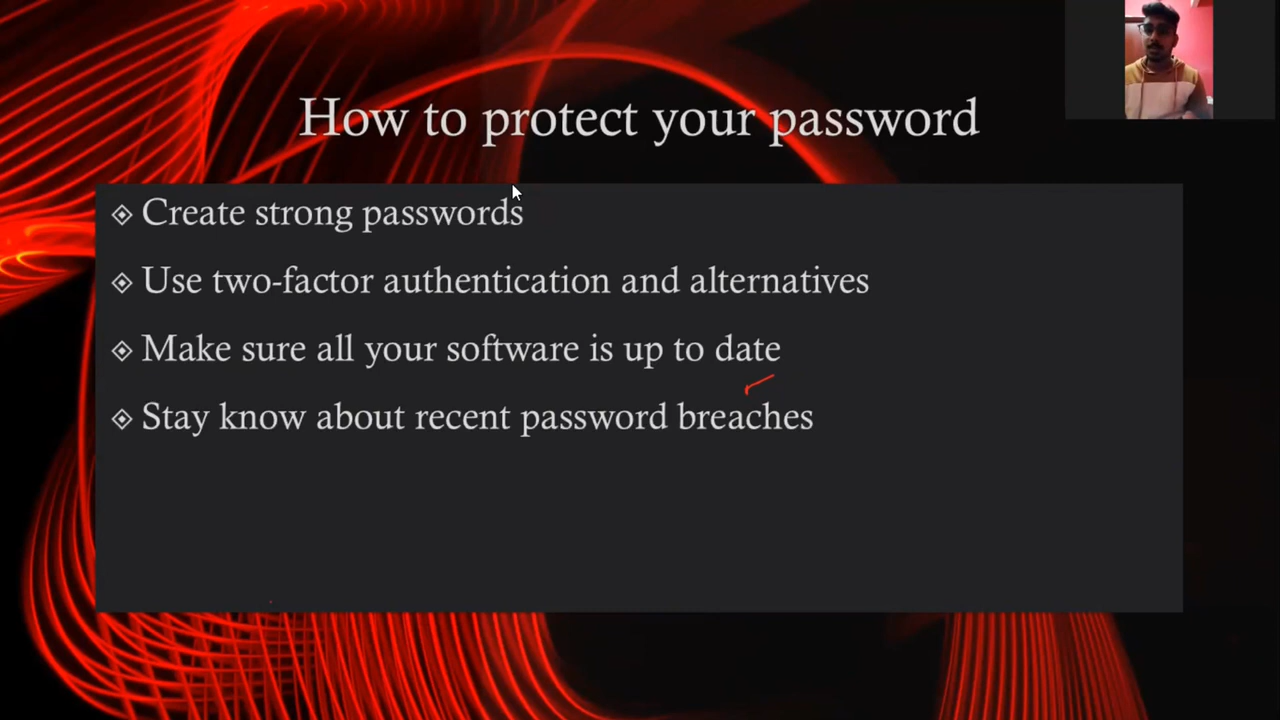 How to protect your password
Create strong passwords
Use two-factor authentication and alternatives
Make sure all your software is up to date
Stay know about recent password breaches